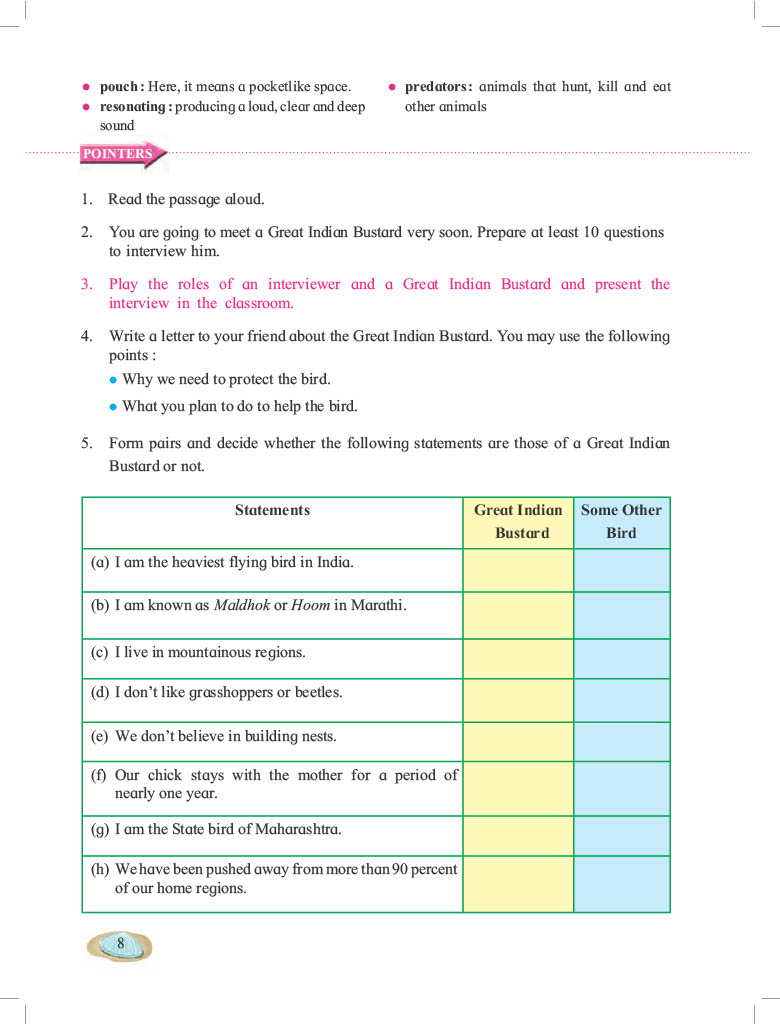 ● pouch : Here, it means a pocketlike space.
● resonating : producing a loud, clear and deep
sound
● predators : animals that hunt, kill and eat
other animals
POINTERS
1. Read the passage aloud.
2. You are going to meet a Great Indian Bustard very soon. Prepare at least 10 questions
to interview him.
3. Play the roles of an interviewer and a Great Indian Bustard and present the
interview in the classroom.
4. Write a letter to your friend about the Great Indian Bustard. You may use the following
points :
● Why we need to protect the bird.
● What you plan to do to help the bird.
5. Form pairs and decide whether the following statements are those of a Great Indian
Bustard or not.
Statements
Great Indian
Bustard
Some Other
Bird
(a) I am the heaviest flying bird in India.
(b) I am known as Maldhok or Hoom in Marathi.
(c) I live in mountainous regions.
(d) I don’t like grasshoppers or beetles.
(e) We don’t believe in building nests.
(f) Our chick stays with the mother for a period of
nearly one year.
(g) I am the State bird of Maharashtra.
(h) We have been pushed away from more than 90 percent
of our home regions.
8